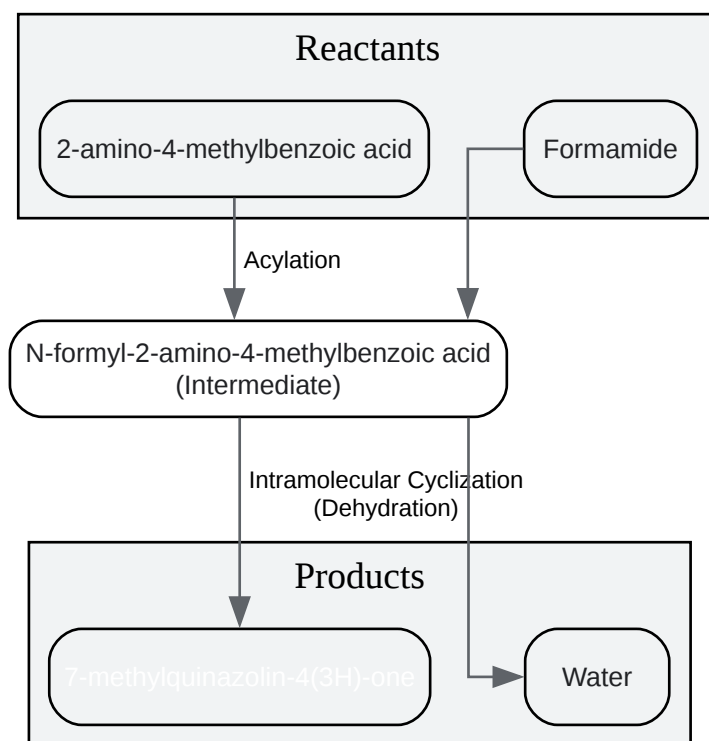 Reactants
2-amino-4-methylbenzoic acid
Formamide
Acylation
N-formyl-2-amino-4-methylbenzoic acid
(Intermediate)
Intramolecular Cyclization
(Dehydration)
Products
7-methylquinazolin-4(3H)-one
Water